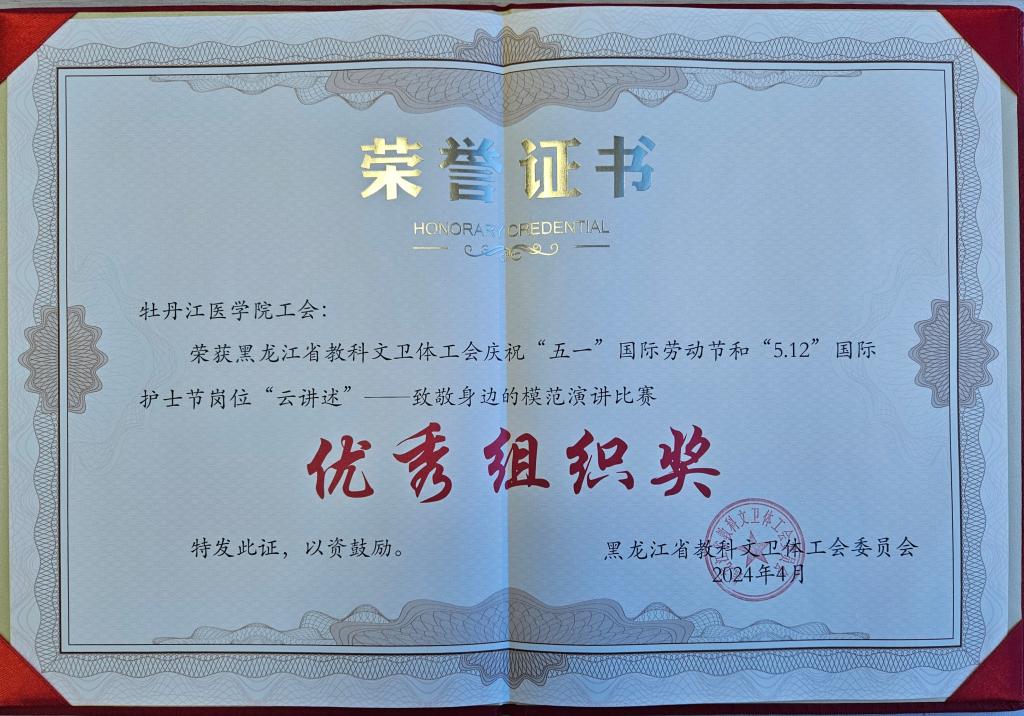 荣誉证书
HONORARY CREDENTIAL
牡丹江医学院工会：
荣获黑龙江省教科文卫体工会庆祝“五一”国际劳动节和“5.12”国际
护士节岗位“云讲述”——致敬身边的模范演讲比赛
优秀组织奖
特发此证，以资鼓励。
黑龙江省教科文卫体工会委员会
2024年4月